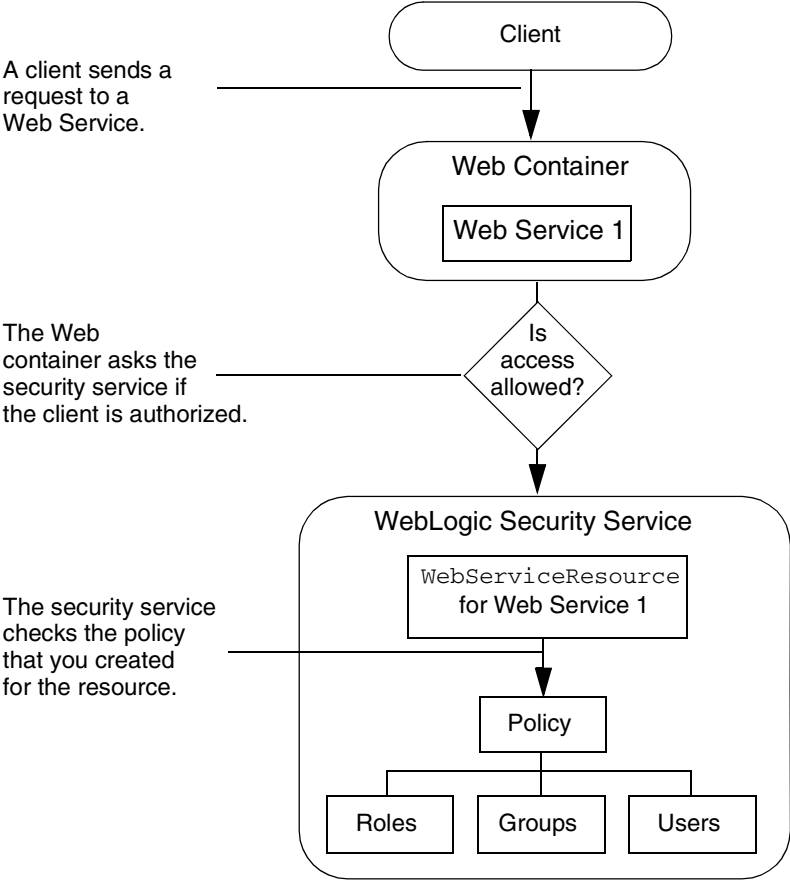 Client
A client sends a
request to a
Web Service.
Web Container
Web Service 1
The Web
container asks the
security service if
the client is authorized.
Is
access
allowed?
WebLogic Security Service
WebServiceResource
for Web Service 1
The security service
checks the policy
that you created
for the resource.
Policy
Roles
Groups
Users